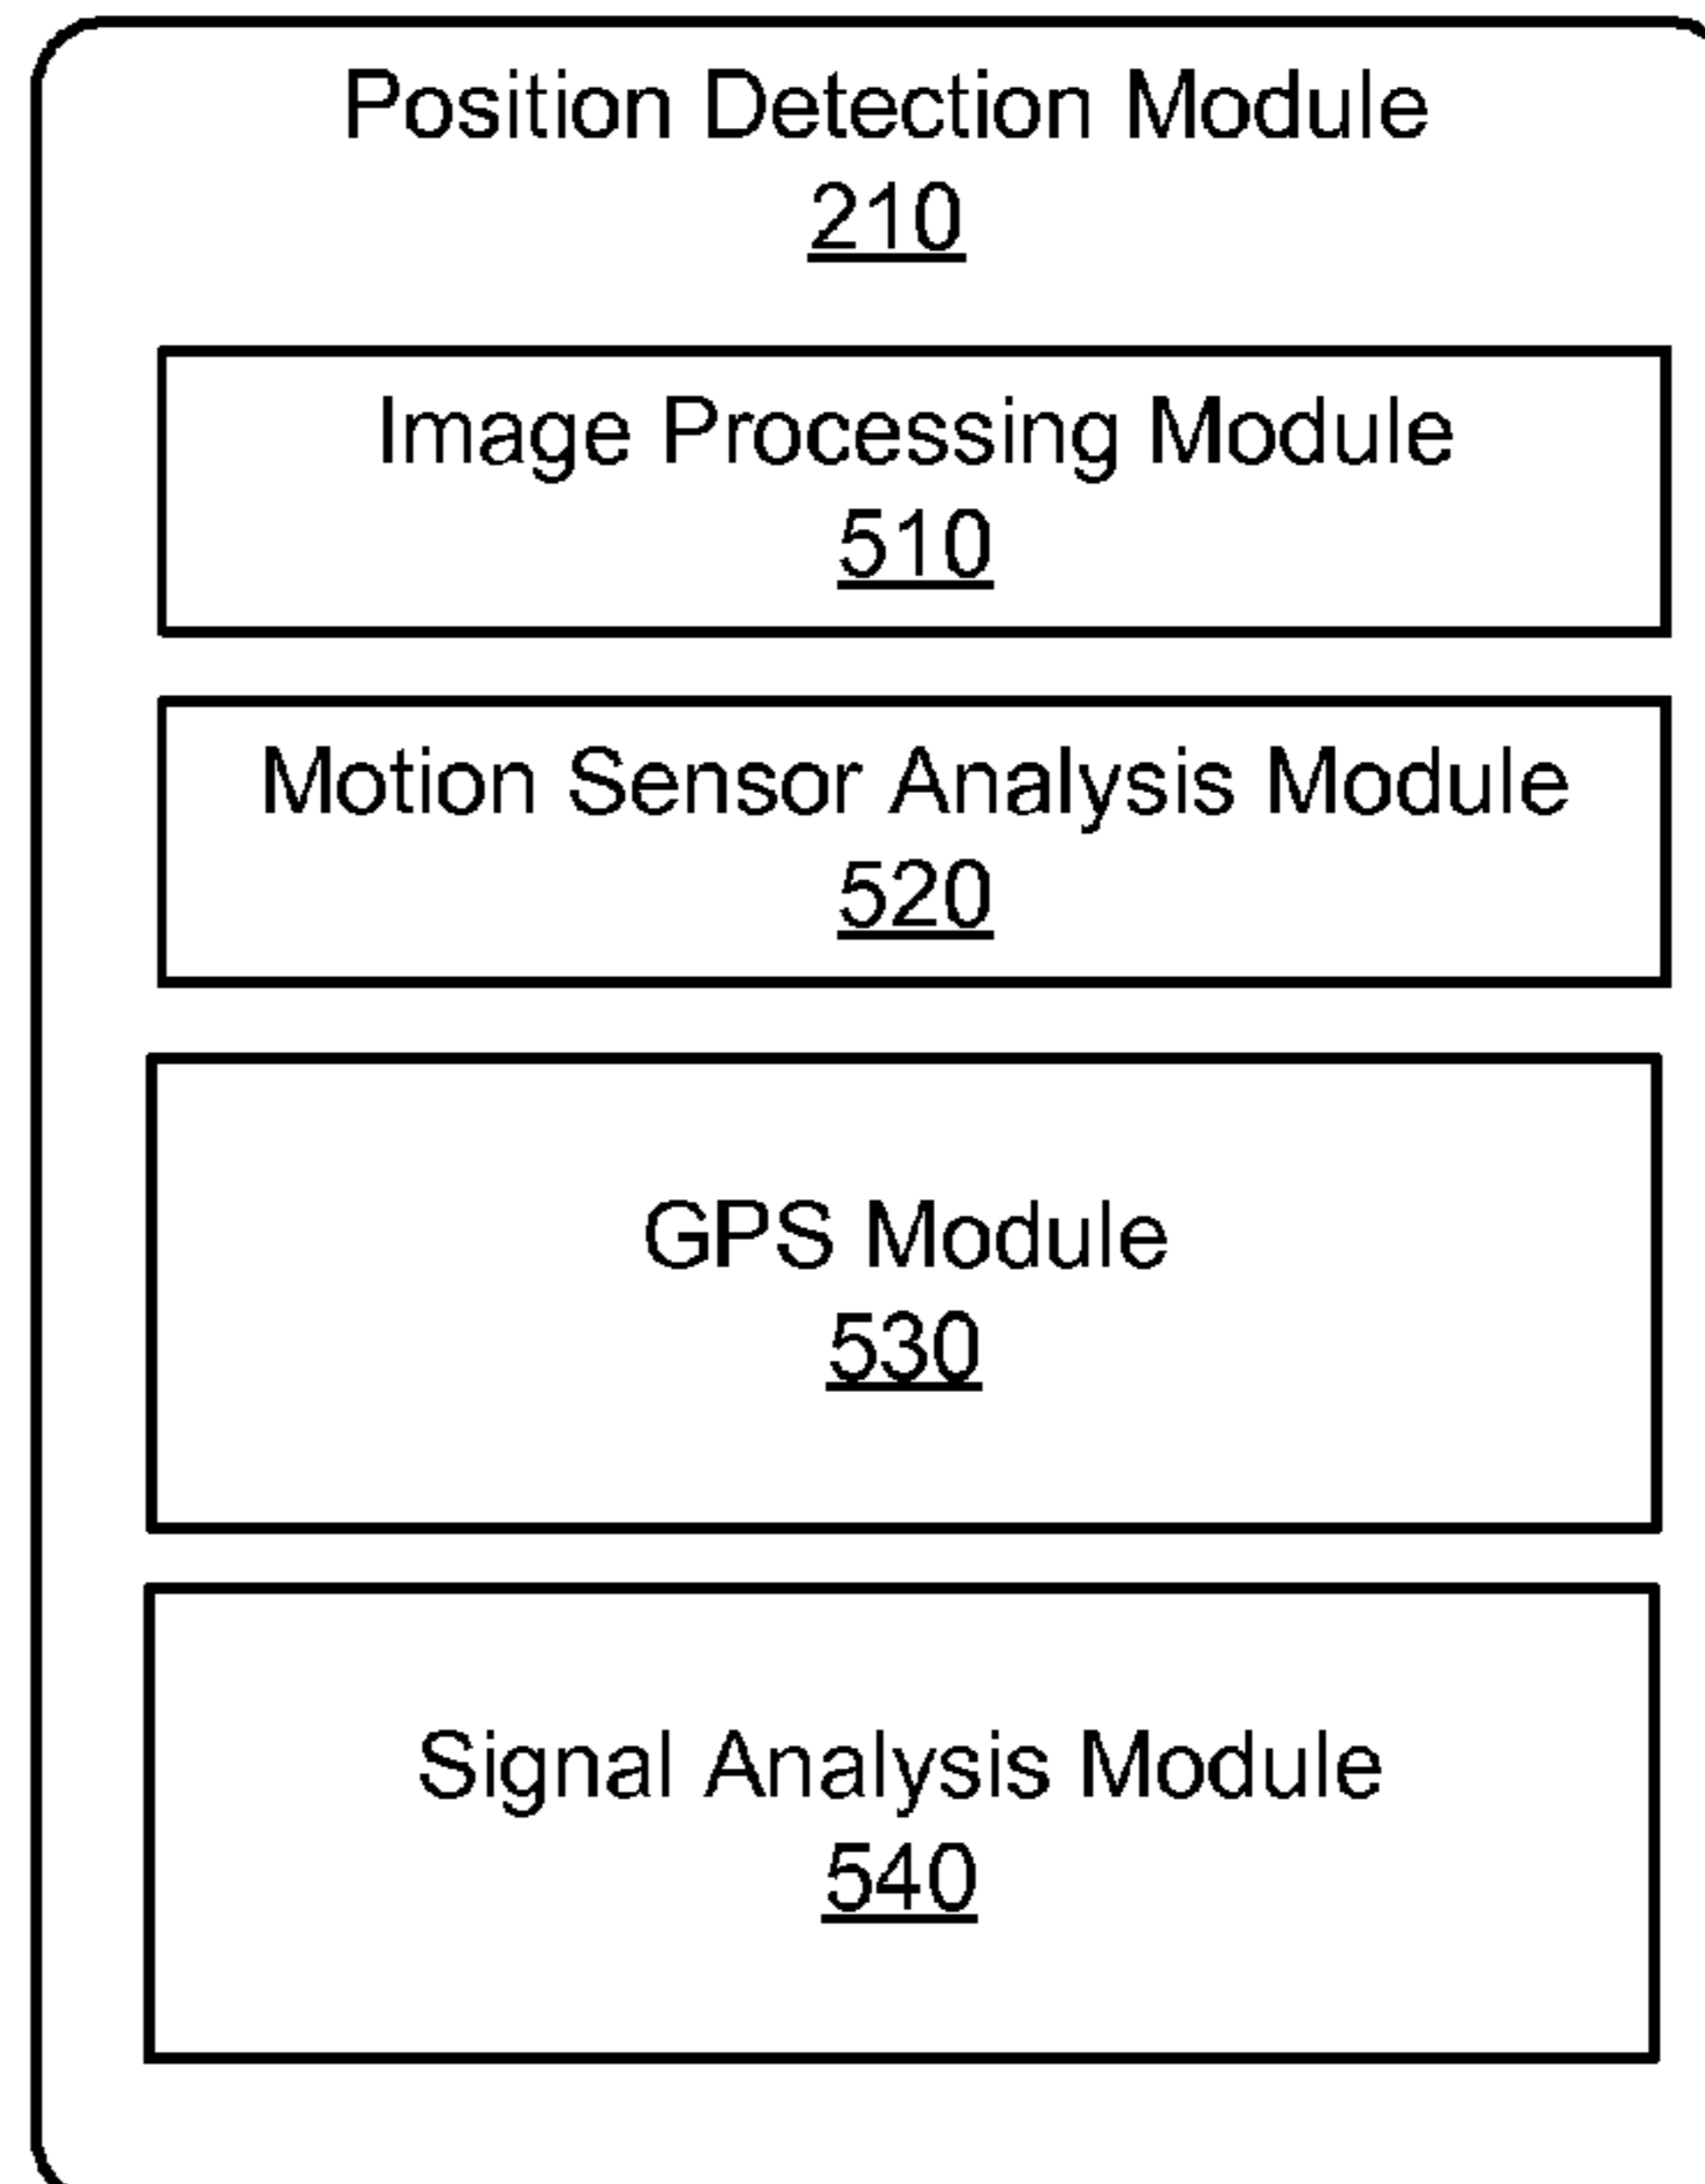 Position Detection Module
210
Image Processing Module
510
Motion Sensor Analysis Module
520
GPS Module
530
Signal Analysis Module
540